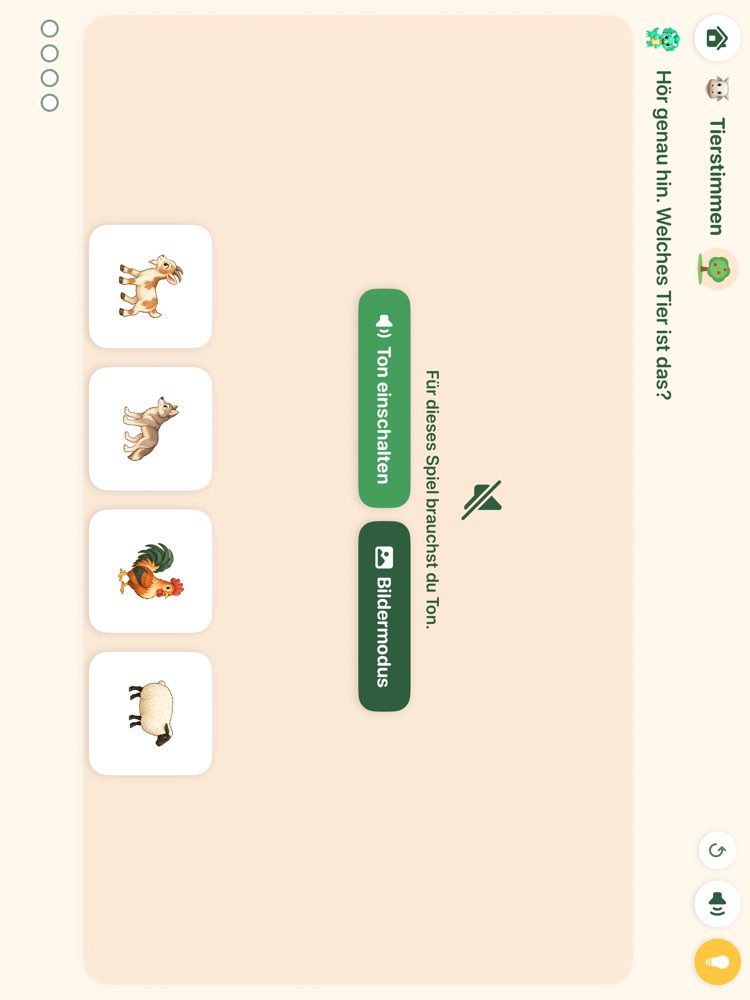 Tierstimmen
Hör genau hin. Welches Tier ist das?
Für dieses Spiel brauchst du Ton.
Ton einschalten
Bildermodus